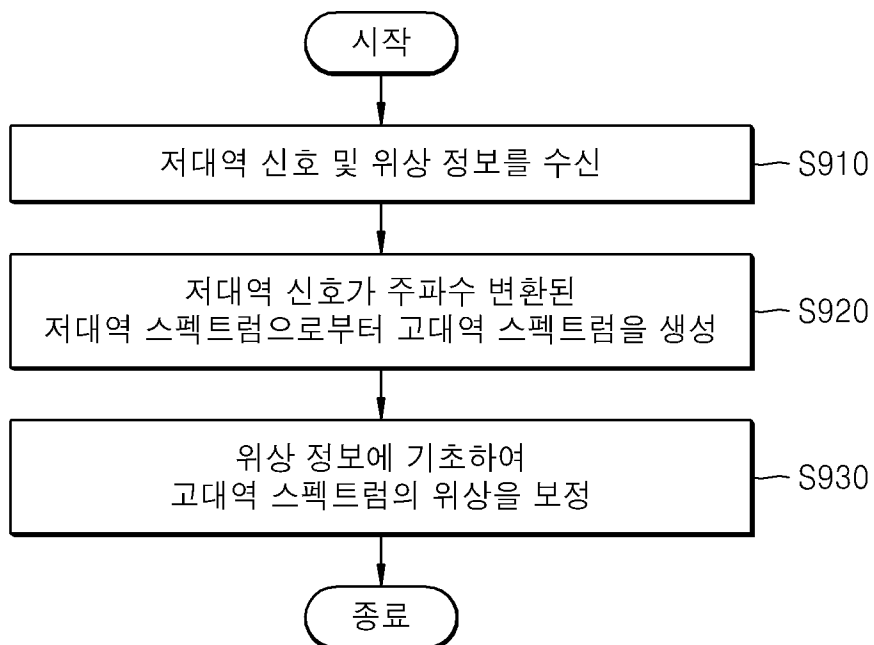 시작
저대역 신호 및 위상 정보를 수신
S910
저대역 신호가 주파수 변환된
저대역 스펙트럼으로부터 고대역 스펙트럼을 생성
S920
위상 정보에 기초하여
고대역 스펙트럼의 위상을 보정
S930
종료